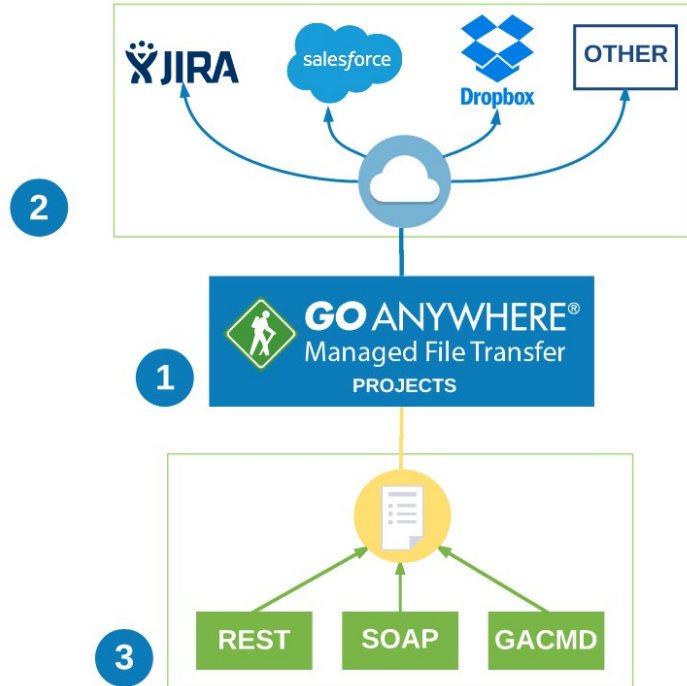 JIRA
salesforce
Dropbox
OTHER
2
GO ANYWHERE®
Managed File Transfer
PROJECTS
1
REST
SOAP
GACMD
3